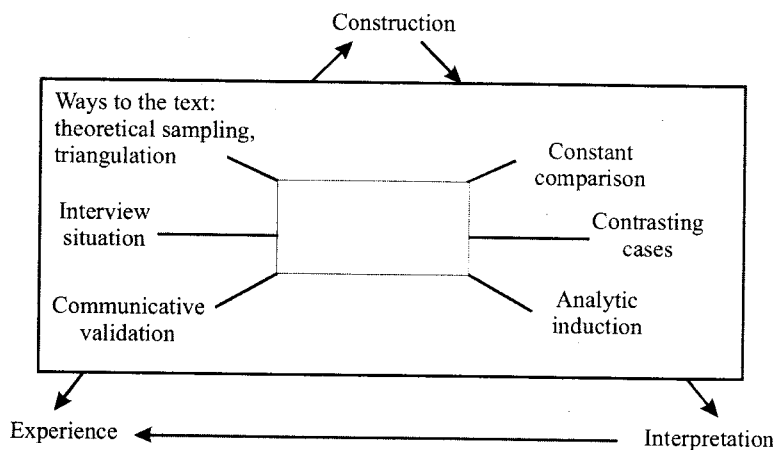 Construction
Ways to the text:
theoretical sampling,
triangulation
Constant
comparison
Interview
situation
Contrasting
cases
Communicative
validation
Analytic
induction
Experience
Interpretation